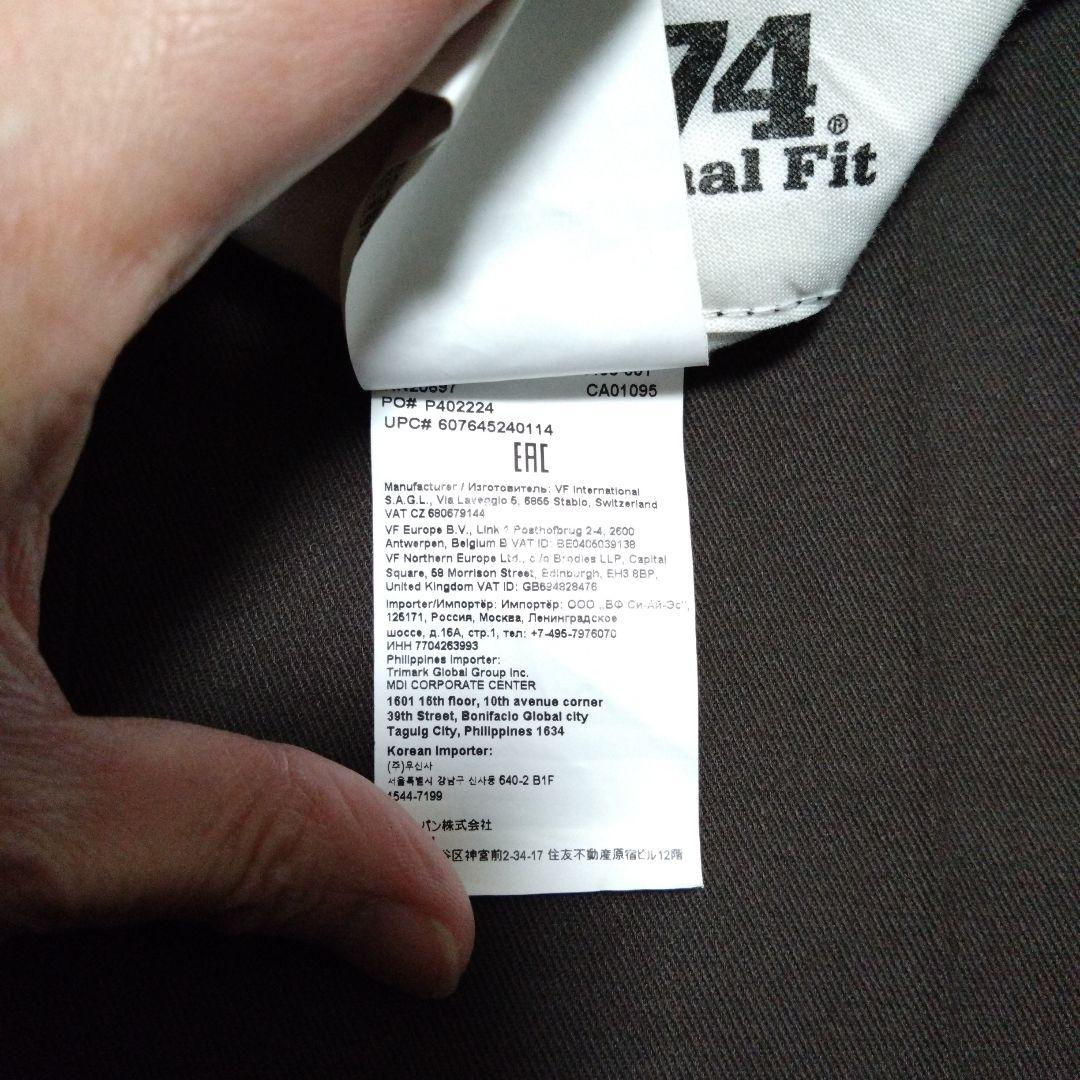 74®
nal Fit
CA01095
PO# P402224
UPC# 607645240114
EAC
Manufacturer / Изготовитель: VF International
S.A.G.L., Via Laveggio 5, 6855 Stabio, Switzerland
VAT CZ 680679144
VF Europe B.V., Link 1 Posthofbrug 2-4, 2600
Antwerpen, Belgium B VAT ID: BE0406039138
VF Northern Europe Ltd., c/o Brodies LLP, Capital
Square, 58 Morrison Street, Edinburgh, EH3 8BP,
United Kingdom VAT ID: GB694828476
Importer/Импортёр: Импортёр: ООО „ВФ Си-Ай-Эс“,
125171, Россия, Москва, Ленинградское
шоссе, д.16А, стр.1, тел: +7-495-7976070
ИНН 7704263993
Philippines Importer:
Trimark Global Group Inc.
MDI CORPORATE CENTER
1601 16th floor, 10th avenue corner
39th Street, Bonifacio Global city
Taguig City, Philippines 1634
Korean Importer:
(주)무신사
서울특별시 강남구 신사동 640-2 B1F
1544-7199
パン株式会社
谷区神宮前2-34-17 住友不動産原宿ビル12階